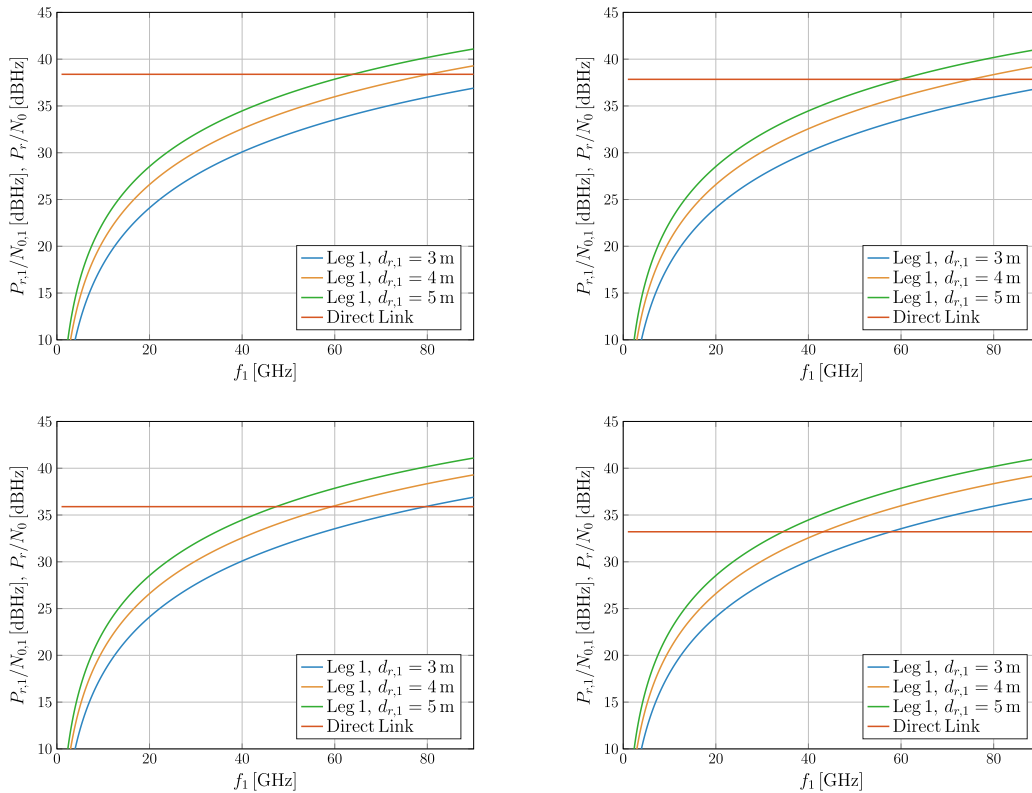 45
40
35
30
25
20
15
10
0
20
40
60
80
P_{r,1}/N_{0,1} [dBHz], P_r/N_0 [dBHz]
f_1 [GHz]
Leg 1, d_{r,1} = 3 m
Leg 1, d_{r,1} = 4 m
Leg 1, d_{r,1} = 5 m
Direct Link
45
40
35
30
25
20
15
10
0
20
40
60
80
P_{r,1}/N_{0,1} [dBHz], P_r/N_0 [dBHz]
f_1 [GHz]
Leg 1, d_{r,1} = 3 m
Leg 1, d_{r,1} = 4 m
Leg 1, d_{r,1} = 5 m
Direct Link
45
40
35
30
25
20
15
10
0
20
40
60
80
P_{r,1}/N_{0,1} [dBHz], P_r/N_0 [dBHz]
f_1 [GHz]
Leg 1, d_{r,1} = 3 m
Leg 1, d_{r,1} = 4 m
Leg 1, d_{r,1} = 5 m
Direct Link
45
40
35
30
25
20
15
10
0
20
40
60
80
P_{r,1}/N_{0,1} [dBHz], P_r/N_0 [dBHz]
f_1 [GHz]
Leg 1, d_{r,1} = 3 m
Leg 1, d_{r,1} = 4 m
Leg 1, d_{r,1} = 5 m
Direct Link